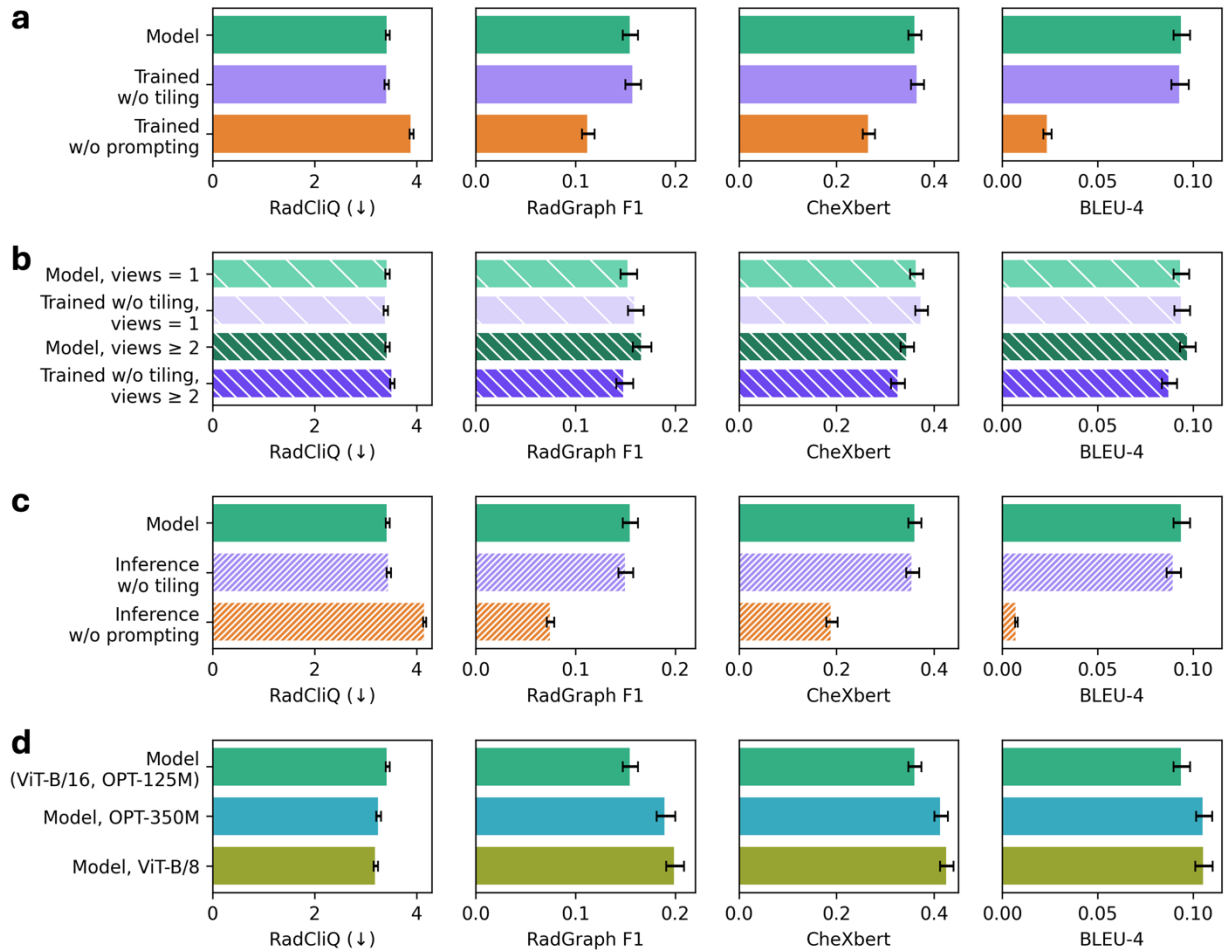 a
Model
Trained
w/o tiling
Trained
w/o prompting
0 2 4
RadCliQ (↓)
0.0 0.1 0.2
RadGraph F1
0.0 0.2 0.4
CheXbert
0.00 0.05 0.10
BLEU-4
b
Model, views = 1
Trained w/o tiling,
views = 1
Model, views ≥ 2
Trained w/o tiling,
views ≥ 2
0 2 4
RadCliQ (↓)
0.0 0.1 0.2
RadGraph F1
0.0 0.2 0.4
CheXbert
0.00 0.05 0.10
BLEU-4
c
Model
Inference
w/o tiling
Inference
w/o prompting
0 2 4
RadCliQ (↓)
0.0 0.1 0.2
RadGraph F1
0.0 0.2 0.4
CheXbert
0.00 0.05 0.10
BLEU-4
d
Model
(ViT-B/16, OPT-125M)
Model, OPT-350M
Model, ViT-B/8
0 2 4
RadCliQ (↓)
0.0 0.1 0.2
RadGraph F1
0.0 0.2 0.4
CheXbert
0.00 0.05 0.10
BLEU-4